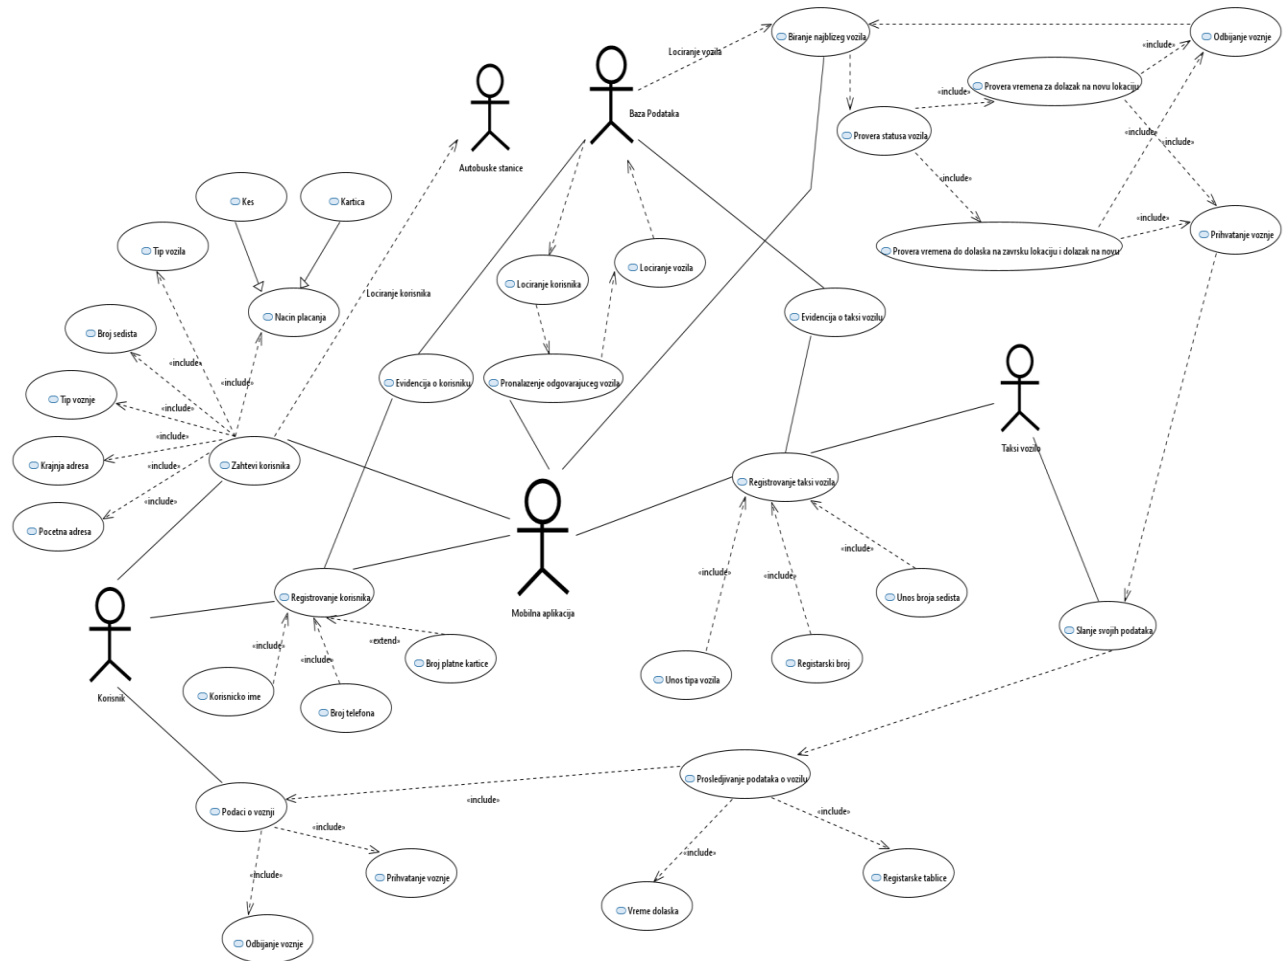 Biranje najblizeg vozila
Odbijanje voznje
Lociranje vozila
«include»
Provera vremena za dolazak na novu lokaciju
«include»
Baza Podataka
Provera statusa vozila
«include»
«include»
Autobuske stanice
«include»
Kes
Kartica
«include»
Prihvatanje voznje
Tip vozila
Provera vremena do dolaska na zavrsku lokaciju i dolazak na novu
Lociranje vozila
Lociranje korisnika
Lociranje korisnika
Nacin placanja
Evidencija o taksi vozilu
Broj sedista
«include»
«include»
Evidencija o korisniku
Pronalazenje odgovarajuceg vozila
Tip voznje
«include»
«include»
Taksi vozilo
Krajnja adresa
«include»
Zahtevi korisnika
Registrovanje taksi vozila
«include»
Pocetna adresa
«include»
«include»
«include»
Registrovanje korisnika
Unos broja sedista
Mobilna aplikacija
Slanje svojih podataka
«include»
«extend»
«include»
Broj platne kartice
Registarski broj
Unos tipa vozila
Korisnik
Korisnicko ime
Broj telefona
Prosledjivanje podataka o vozilu
«include»
Podaci o voznji
«include»
«include»
«include»
«include»
Prihvatanje voznje
Registarske tablice
Vreme dolaska
Odbijanje voznje